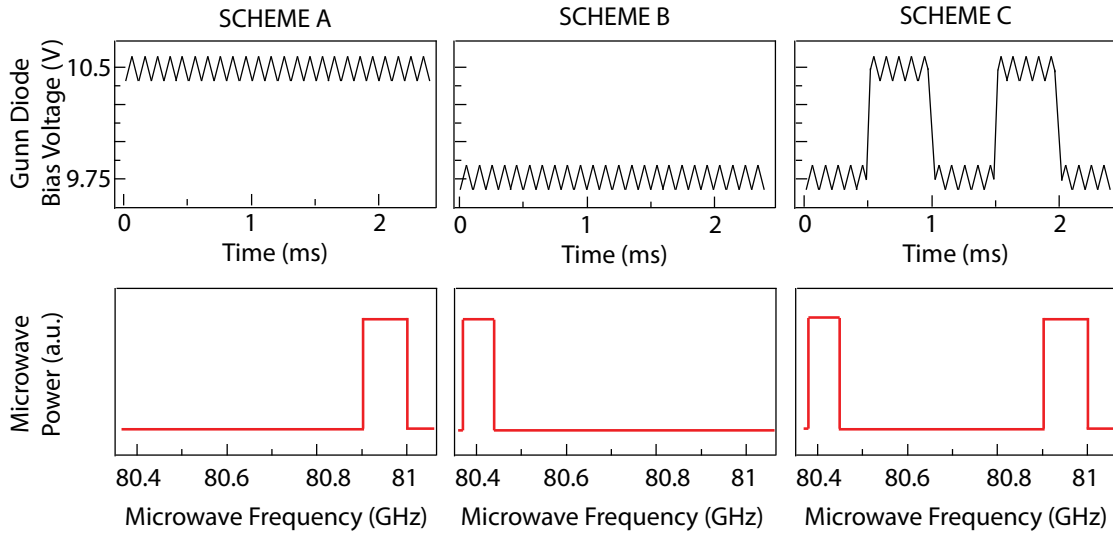 SCHEME A
SCHEME B
SCHEME C
Gunn Diode
Bias Voltage (V)
10.5
9.75
0 1 2
0 1 2
0 1 2
Time (ms)
Time (ms)
Time (ms)
Microwave
Power (a.u.)
80.4 80.6 80.8 81
80.4 80.6 80.8 81
80.4 80.6 80.8 81
Microwave Frequency (GHz)
Microwave Frequency (GHz)
Microwave Frequency (GHz)